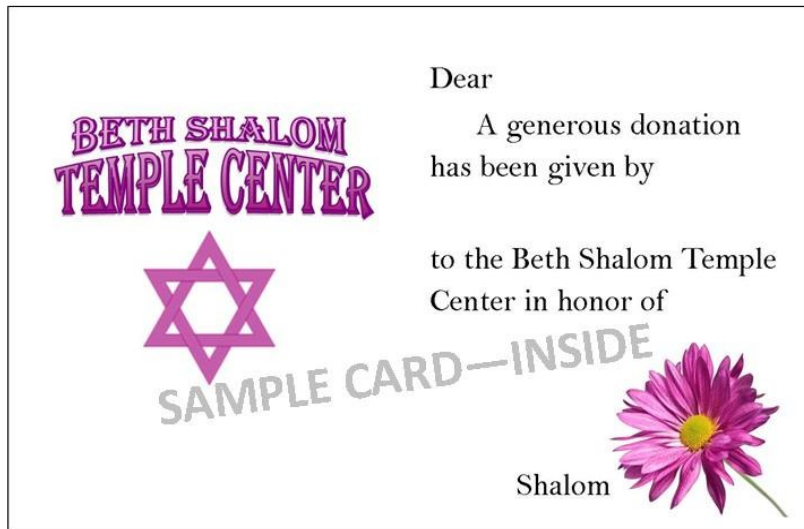 BETH SHALOM
TEMPLE CENTER
Dear
A generous donation
has been given by
to the Beth Shalom Temple
Center in honor of
SAMPLE CARD—INSIDE
Shalom